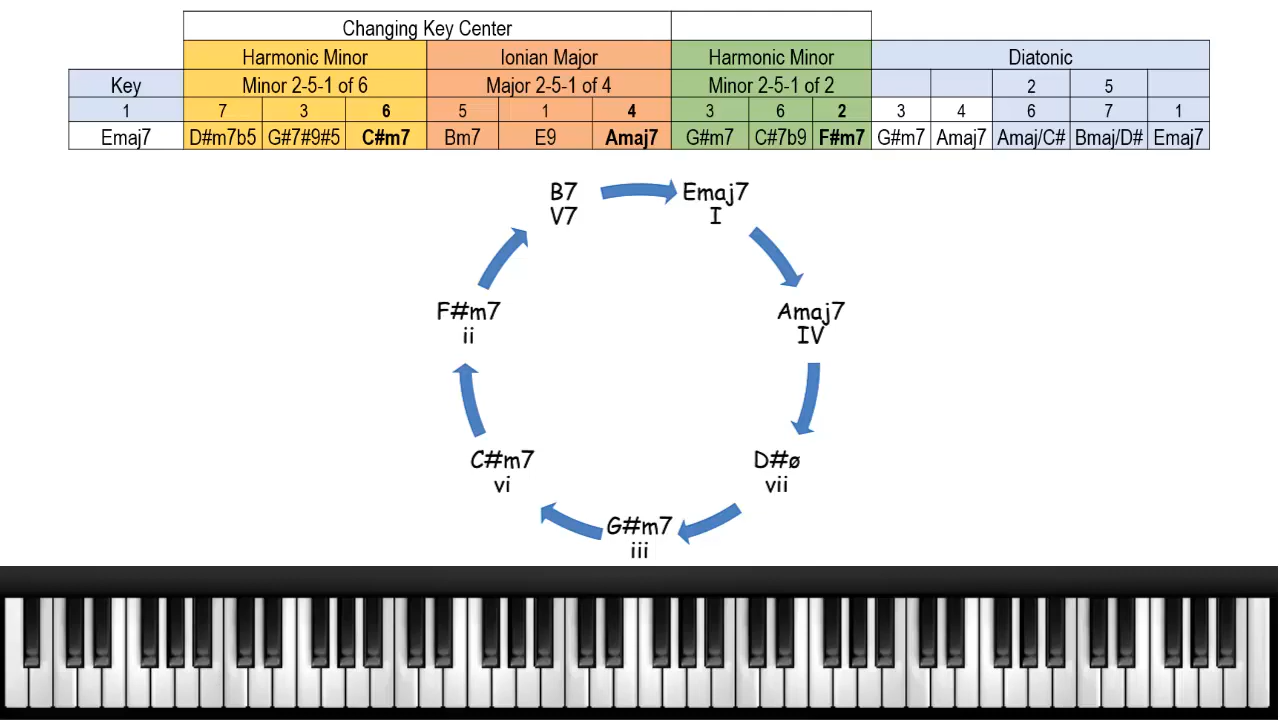 Changing Key Center
Harmonic Minor Ionian Major Harmonic Minor Diatonic
Key Minor 2-5-1 of 6 Major 2-5-1 of 4 Minor 2-5-1 of 2 2 5
1 7 3 6 5 1 4 3 6 2 3 4 6 7 1
Emaj7 D#m7b5 G#7#9#5 C#m7 Bm7 E9 Amaj7 G#m7 C#7b9 F#m7 G#m7 Amaj7 Amaj/C# Bmaj/D# Emaj7
B7 Emaj7
V7 I
F#m7 Amaj7
ii IV
C#m7 D#ø
vi vii
G#m7
iii